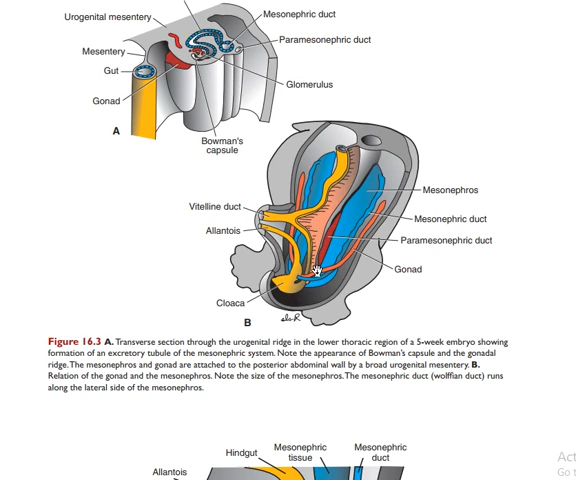 Urogenital mesentery
Mesonephric duct
Paramesonephric duct
Mesentery
Gut
Glomerulus
Gonad
A
Bowman's
capsule
Mesonephros
Vitelline duct
Mesonephric duct
Allantois
Paramesonephric duct
Gonad
Cloaca
B
Figure 16.3 A. Transverse section through the urogenital ridge in the lower thoracic region of a 5-week embryo showing
formation of an excretory tubule of the mesonephric system. Note the appearance of Bowman's capsule and the gonadal
ridge. The mesonephros and gonad are attached to the posterior abdominal wall by a broad urogenital mesentery. B.
Relation of the gonad and the mesonephros. Note the size of the mesonephros. The mesonephric duct (wolffian duct) runs
along the lateral side of the mesonephros.
Hindgut
Mesonephric
tissue
Mesonephric
duct
Allantois
Act
Go t